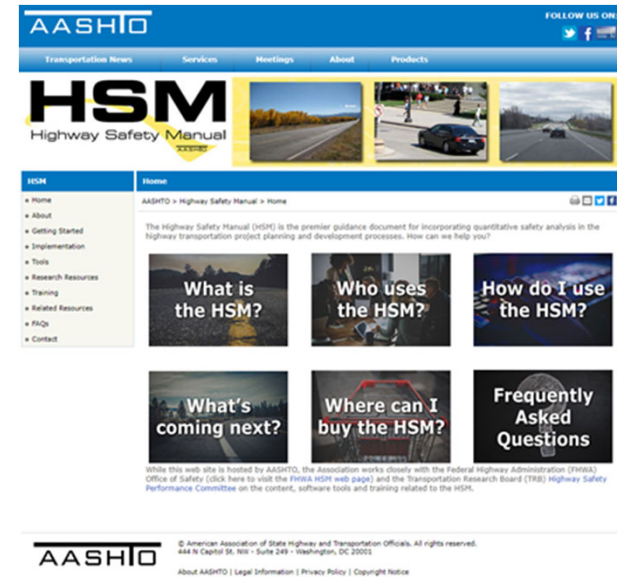 AASHTO
FOLLOW US ON:
Transportation News Services Meetings About Products
HSM
Highway Safety Manual
AASHTO
HSM
Home
About
Getting Started
Implementation
Tools
Research Resources
Training
Related Resources
FAQs
Contact
Home
AASHTO > Highway Safety Manual > Home
The Highway Safety Manual (HSM) is the premier guidance document for incorporating quantitative safety analysis in the
highway transportation project planning and development processes. How can we help you?
What is
the HSM?
Who uses
the HSM?
How do I use
the HSM?
What's
coming next?
Where can I
buy the HSM?
Frequently
Asked
Questions
While this web site is hosted by AASHTO, the Association works closely with the Federal Highway Administration (FHWA)
Office of Safety (click here to visit the FHWA HSM web page) and the Transportation Research Board (TRB) Highway Safety
Performance Committee on the content, software tools and training related to the HSM.
AASHTO
© American Association of State Highway and Transportation Officials. All rights reserved.
444 N Capitol St. NW - Suite 249 - Washington, DC 20001
About AASHTO | Legal Information | Privacy Policy | Copyright Notice